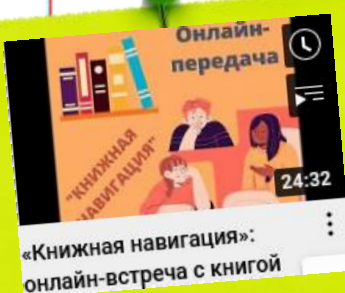 Онлайн-
передача
"КНИЖНАЯ
НАВИГАЦИЯ"
24:32
«Книжная навигация»:
онлайн-встреча с книгой